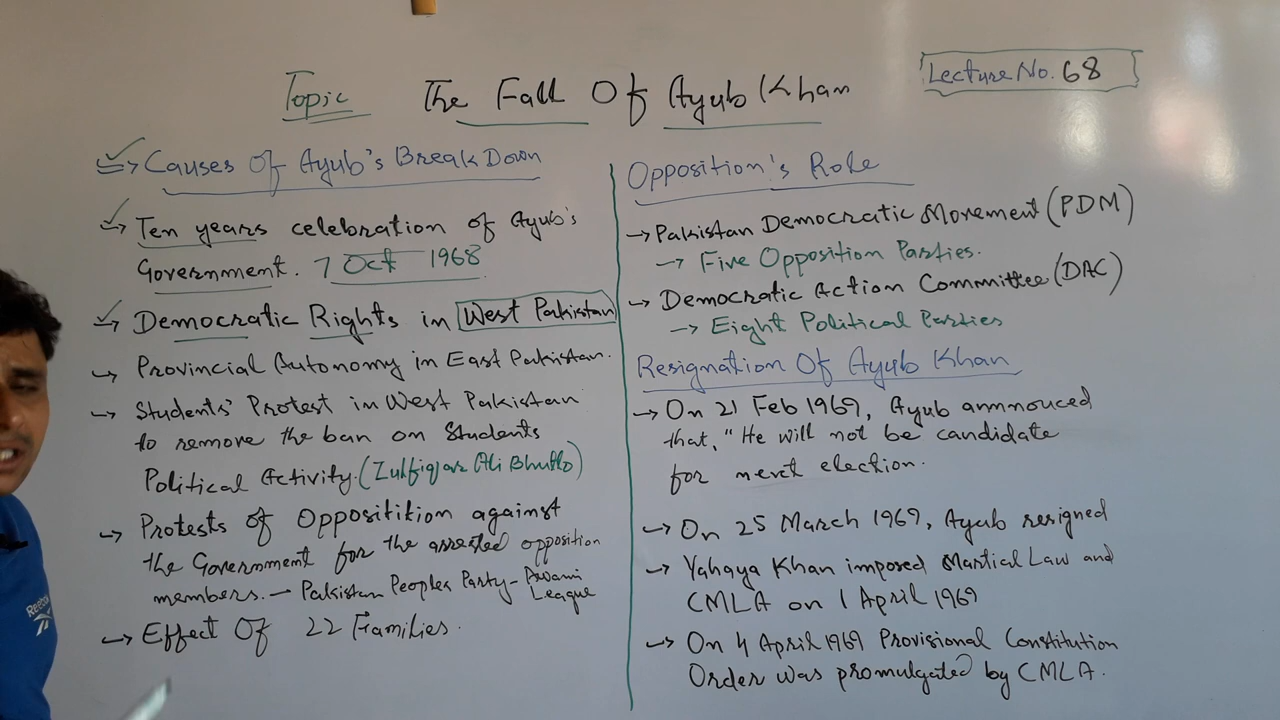 Topic The Fall Of Ayub Khan
Lecture No. 68
Causes Of Ayub's Break Down
→ Ten years celebration of Ayub's
Government. 7 Oct 1968
→ Democratic Rights in West Pakistan
→ Provincial Autonomy in East Pakistan.
→ Students' Protest in West Pakistan
to remove the ban on Students
Political Activity. (Zulfiqar Ali Bhutto)
→ Protests of Oppositition against
the Government for the arrested opposition
members. — Pakistan Peoples Party - Awami
League
→ Effect Of 22 Families.
Opposition's Role
→ Pakistan Democratic Movement (PDM)
→ Five Opposition Parties.
→ Democratic Action Committee (DAC)
→ Eight Political Parties
Resignation Of Ayub Khan
→ On 21 Feb 1969, Ayub annnouced
that, "He will not be candidate
for next election.
→ On 25 March 1969, Ayub resigned
→ Yahaya Khan imposed Martial Law and
CMLA on 1 April 1969
→ On 4 April 1969 Provisional Constitution
Order was promulgated by CMLA.
Reebok